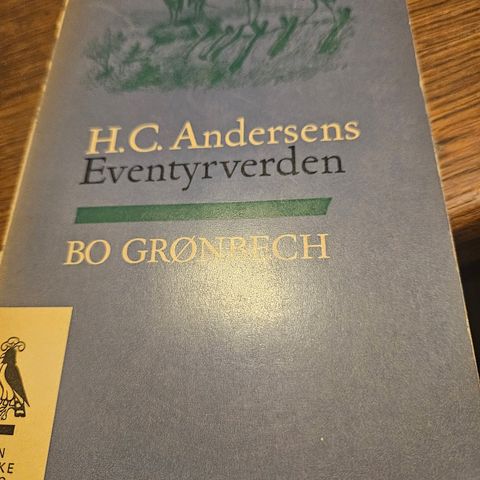 H.C. Andersens
Eventyrverden
BO GRØNBECH